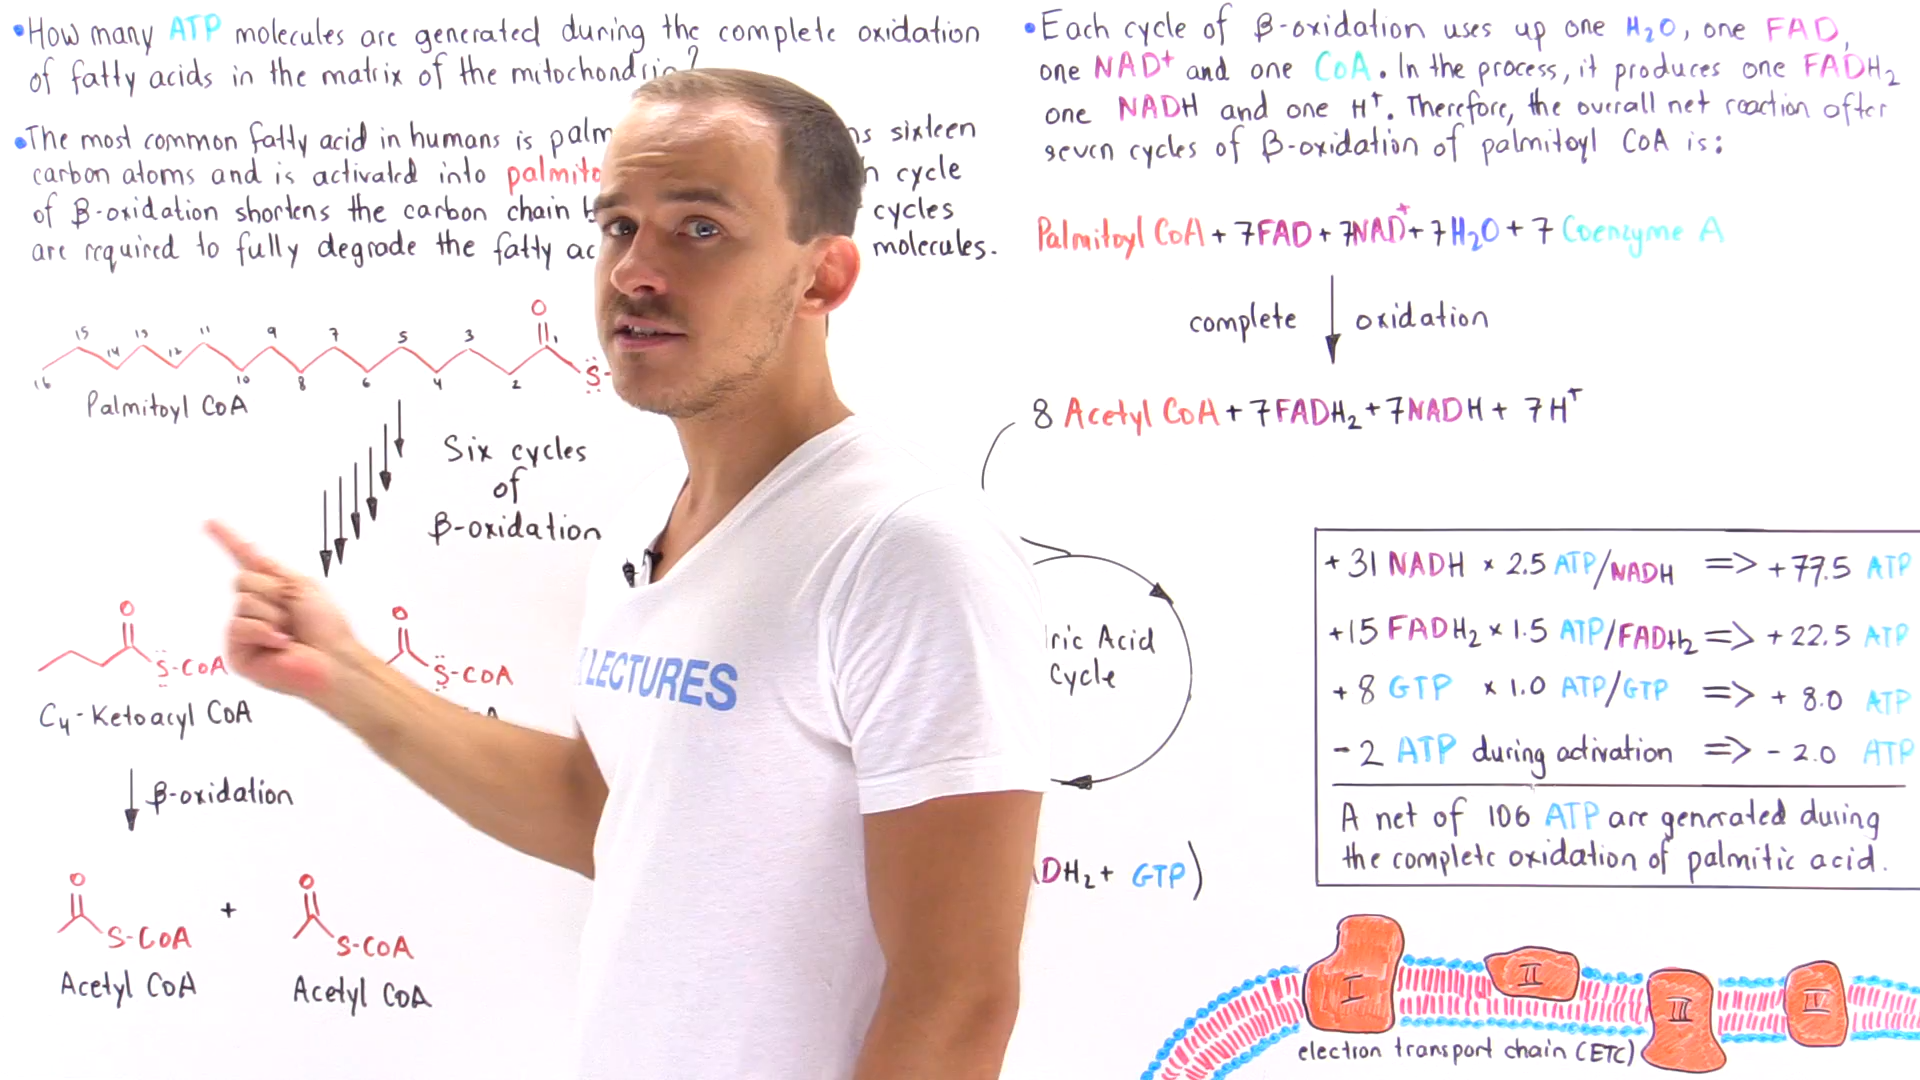 •How many ATP molecules are generated during the complete oxidation
of fatty acids in the matrix of the mitochondria?
•The most common fatty acid in humans is palm
sixteen
carbon atoms and is activated into palmito
cycle
of β-oxidation shortens the carbon chain
cycles
are required to fully degrade the fatty ac
molecules.
O
15 13 11 9 7 5 3 1
16 14 12 10 8 6 4 2
S-
Palmitoyl CoA
Six cycles
of
β-oxidation
O
S-CoA
C4-Ketoacyl CoA
O
S-CoA
A
β-oxidation
O
S-CoA
Acetyl CoA
+
O
S-CoA
Acetyl CoA
LECTURES
•Each cycle of β-oxidation uses up one H2O, one FAD,
one NAD+ and one CoA. In the process, it produces one FADH2
one NADH and one H+. Therefore, the overall net reaction after
seven cycles of β-oxidation of palmitoyl CoA is:
Palmitoyl CoA + 7FAD + 7NAD+ + 7H2O + 7 Coenzyme A
complete oxidation
8 Acetyl CoA + 7FADH2 + 7NADH + 7H+
ric Acid
Cycle
DH2 + GTP)
+31 NADH × 2.5 ATP/NADH => +77.5 ATP
+15 FADH2 × 1.5 ATP/FADH2 => +22.5 ATP
+8 GTP × 1.0 ATP/GTP => +8.0 ATP
-2 ATP during activation => -2.0 ATP
A net of 106 ATP are generated during
the complete oxidation of palmitic acid.
I II III IV
electron transport chain (ETC)